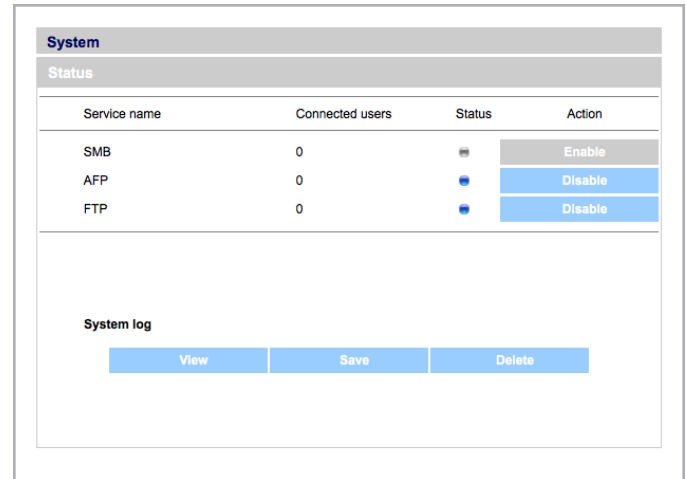 System
Status
Service name Connected users Status Action
SMB 0 Enable
AFP 0 Disable
FTP 0 Disable
System log
View Save Delete